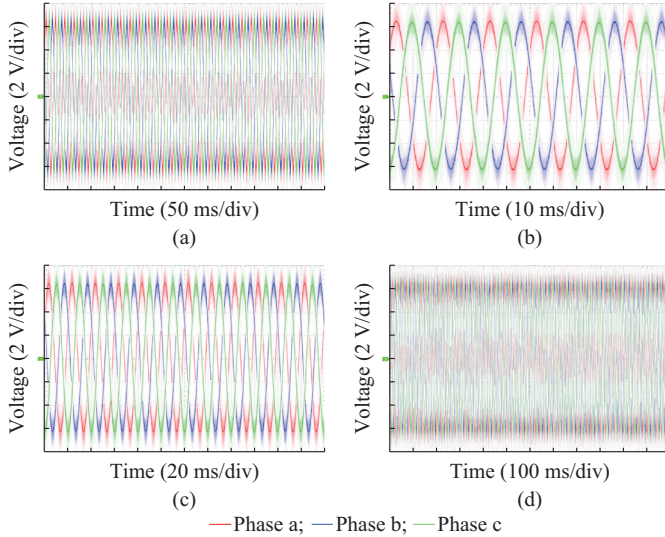 Voltage (2 V/div)
Time (50 ms/div)
(a)
Voltage (2 V/div)
Time (10 ms/div)
(b)
Voltage (2 V/div)
Time (20 ms/div)
(c)
Voltage (2 V/div)
Time (100 ms/div)
(d)
Phase a; Phase b; Phase c